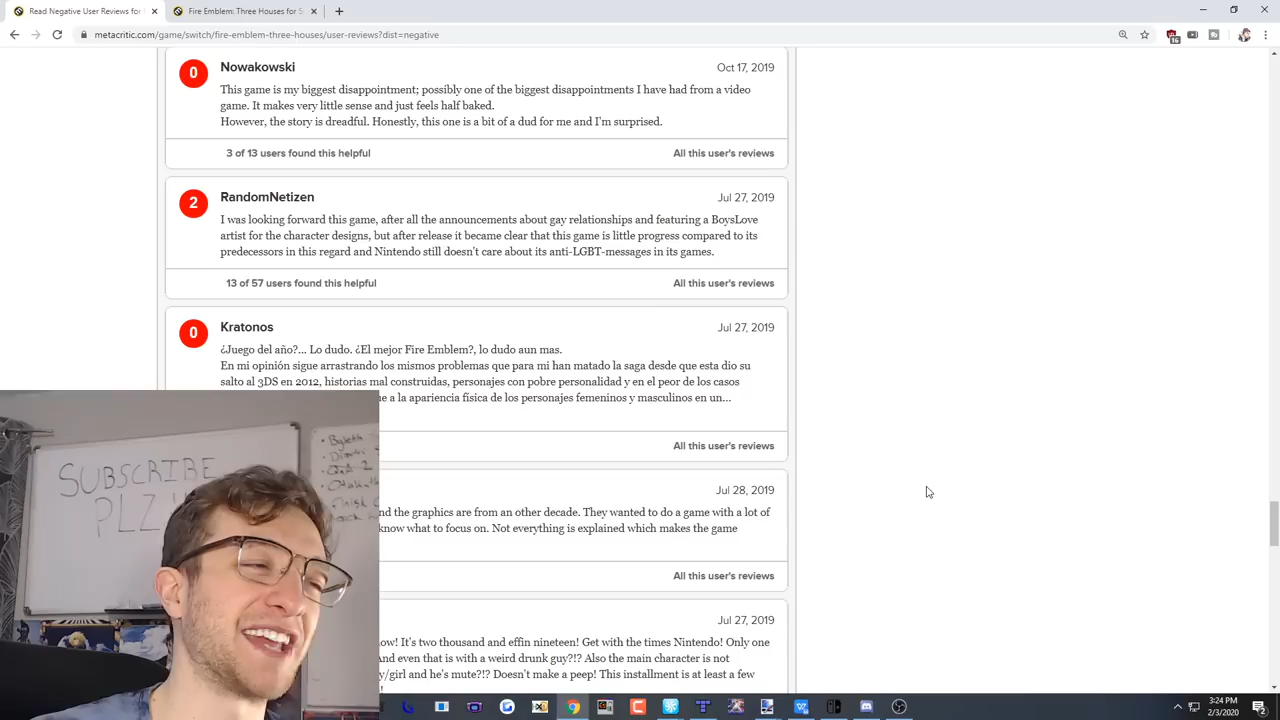 Read Negative User Reviews for
Fire Emblem: Three Houses for S
metacritic.com/game/switch/fire-emblem-three-houses/user-reviews?dist=negative
0
Nowakowski
Oct 17, 2019
This game is my biggest disappointment; possibly one of the biggest disappointments I have had from a video
game. It makes very little sense and just feels half baked.
However, the story is dreadful. Honestly, this one is a bit of a dud for me and I'm surprised.
3 of 13 users found this helpful
All this user's reviews
2
RandomNetizen
Jul 27, 2019
I was looking forward this game, after all the announcements about gay relationships and featuring a BoysLove
artist for the character designs, but after release it became clear that this game is little progress compared to its
predecessors in this regard and Nintendo still doesn't care about its anti-LGBT-messages in its games.
13 of 57 users found this helpful
All this user's reviews
0
Kratonos
Jul 27, 2019
¿Juego del año?... Lo dudo. ¿El mejor Fire Emblem?, lo dudo aun mas.
En mi opinión sigue arrastrando los mismos problemas que para mi han matado la saga desde que esta dio su
salto al 3DS en 2012, historias mal construidas, personajes con pobre personalidad y en el peor de los casos
a la apariencia física de los personajes femeninos y masculinos en un...
All this user's reviews
Jul 28, 2019
nd the graphics are from an other decade. They wanted to do a game with a lot of
know what to focus on. Not everything is explained which makes the game
All this user's reviews
Jul 27, 2019
ow! It's two thousand and effin nineteen! Get with the times Nintendo! Only one
And even that is with a weird drunk guy?!? Also the main character is not
y/girl and he's mute?!? Doesn't make a peep! This installment is at least a few
!
SUBSCRIBE
PLZ
• Byleth
3:24 PM
2/3/2020